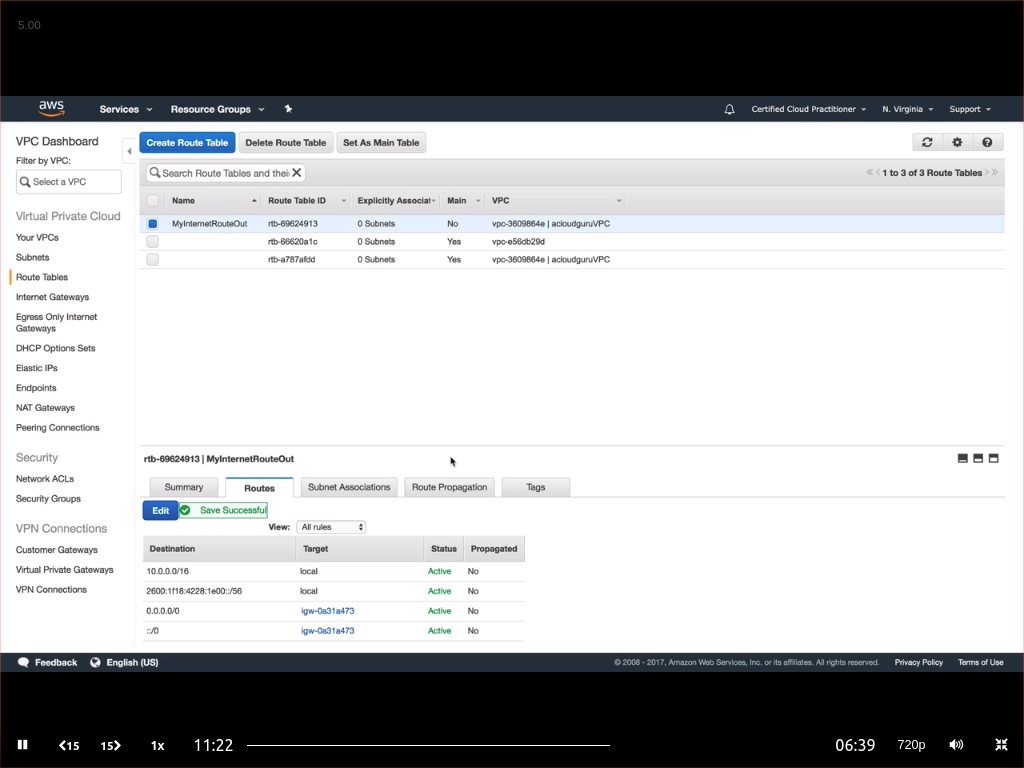 5.00
aws Services Resource Groups Certified Cloud Practitioner N. Virginia Support
VPC Dashboard
Filter by VPC:
Select a VPC
Virtual Private Cloud
Your VPCs
Subnets
Route Tables
Internet Gateways
Egress Only Internet
Gateways
DHCP Options Sets
Elastic IPs
Endpoints
NAT Gateways
Peering Connections
Security
Network ACLs
Security Groups
VPN Connections
Customer Gateways
Virtual Private Gateways
VPN Connections
Create Route Table Delete Route Table Set As Main Table
Search Route Tables and thei 1 to 3 of 3 Route Tables
Name Route Table ID Explicitly Associat Main VPC
MyInternetRouteOut rtb-69624913 0 Subnets No vpc-3609864e | acloudguruVPC
rtb-66620a1c 0 Subnets Yes vpc-e56db29d
rtb-a787afdd 0 Subnets Yes vpc-3609864e | acloudguruVPC
rtb-69624913 | MyInternetRouteOut
Summary Routes Subnet Associations Route Propagation Tags
Edit Save Successful
View: All rules
Destination Target Status Propagated
10.0.0.0/16 local Active No
2600:1f18:4228:1e00::/56 local Active No
0.0.0.0/0 igw-0a31a473 Active No
::/0 igw-0a31a473 Active No
Feedback English (US) © 2008 - 2017, Amazon Web Services, Inc. or its affiliates. All rights reserved. Privacy Policy Terms of Use
15 15 1x 11:22 06:39 720p